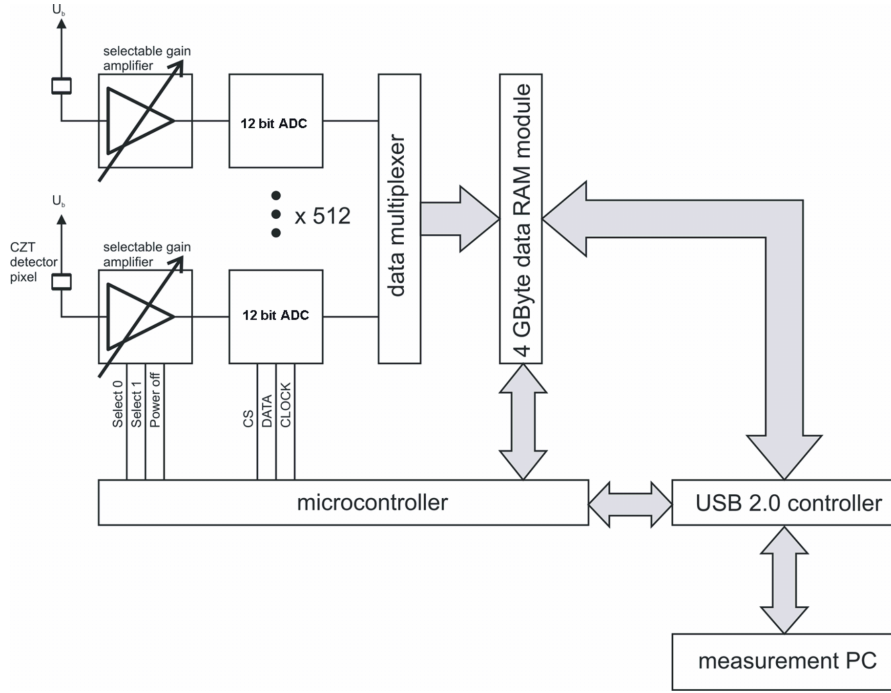 U_b
selectable gain
amplifier
12 bit ADC
data multiplexer
4 GByte data RAM module
x 512
U_b
CZT
detector
pixel
selectable gain
amplifier
12 bit ADC
Select 0
Select 1
Power off
CS
DATA
CLOCK
microcontroller
USB 2.0 controller
measurement PC